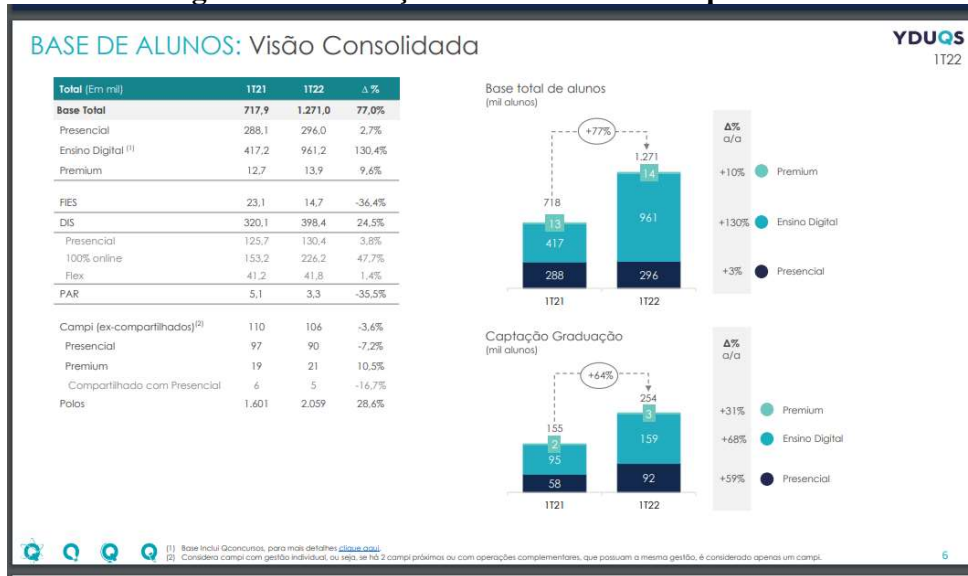 BASE DE ALUNOS: Visão Consolidada
YDUQS
1T22
Total (Em mil) 1T21 1T22 Δ %
Base Total 717,9 1.271,0 77,0%
Presencial 288,1 296,0 2,7%
Ensino Digital (1) 417,2 961,2 130,4%
Premium 12,7 13,9 9,6%
FIES 23,1 14,7 -36,4%
DIS 320,1 398,4 24,5%
Presencial 125,7 130,4 3,8%
100% online 153,2 226,2 47,7%
Flex 41,2 41,8 1,4%
PAR 5,1 3,3 -35,5%
Campi (ex-compartilhados)(2) 110 106 -3,6%
Presencial 97 90 -7,2%
Premium 19 21 10,5%
Compartilhado com Presencial 6 5 -16,7%
Polos 1.601 2.059 28,6%
Base total de alunos
(mil alunos)
+77%
Δ%
a/a
1.271
14
+10% Premium
718
13
961
+130% Ensino Digital
417
288 296
+3% Presencial
1T21 1T22
Captação Graduação
(mil alunos)
+64%
Δ%
a/a
254
3
+31% Premium
155
2
159
+68% Ensino Digital
95
58 92
+59% Presencial
1T21 1T22
(1) Base Inclui Qconcursos, para mais detalhes clique aqui.
(2) Considera campi com gestão individual, ou seja, se há 2 campi próximos ou com operações complementares, que possuam a mesma gestão, é considerado apenas um campi.
6